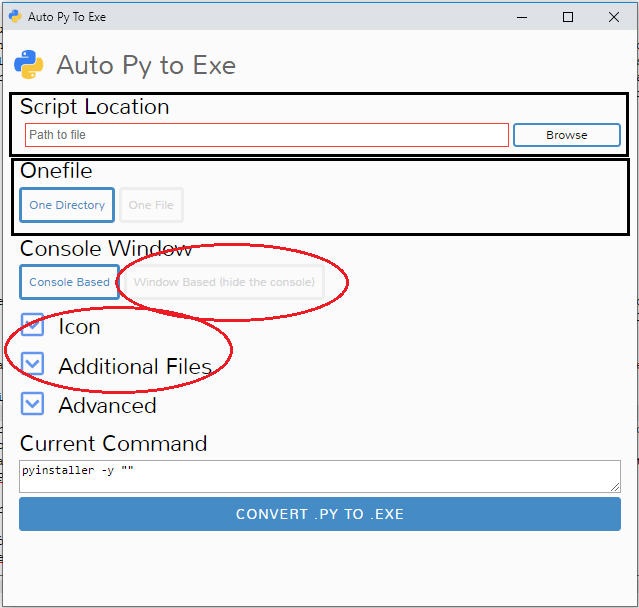 Auto Py To Exe
Auto Py to Exe
Script Location
Path to file Browse
Onefile
One Directory One File
Console Window
Console Based Window Based (hide the console)
Icon
Additional Files
Advanced
Current Command
pyinstaller -y ""
CONVERT .PY TO .EXE